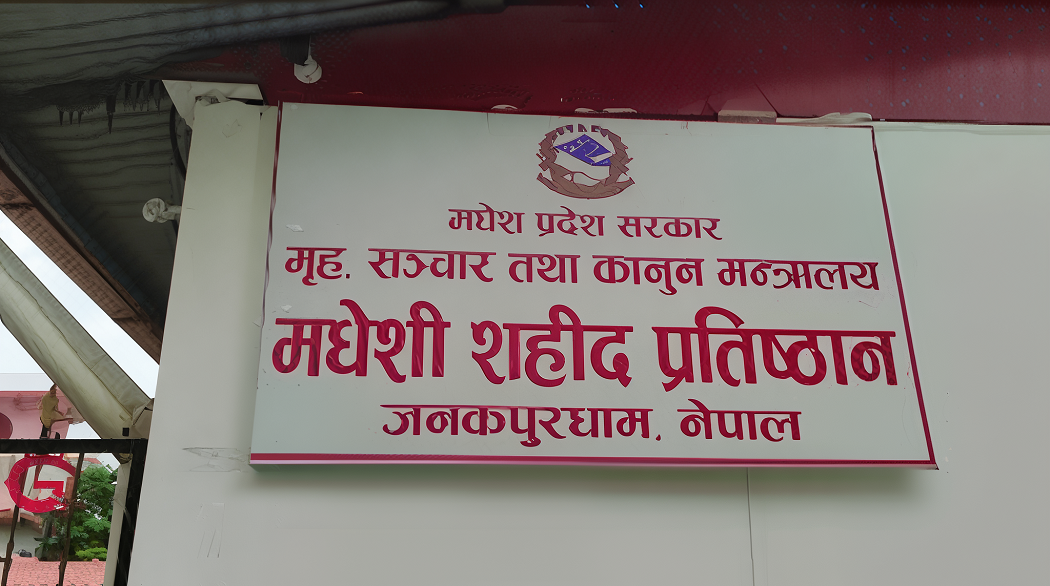 मधेश प्रदेश सरकार
मृह. सञ्चार तथा कानुन मन्त्रालय
मधेशी शहीद प्रतिष्ठान
जनकपुरधाम, नेपाल